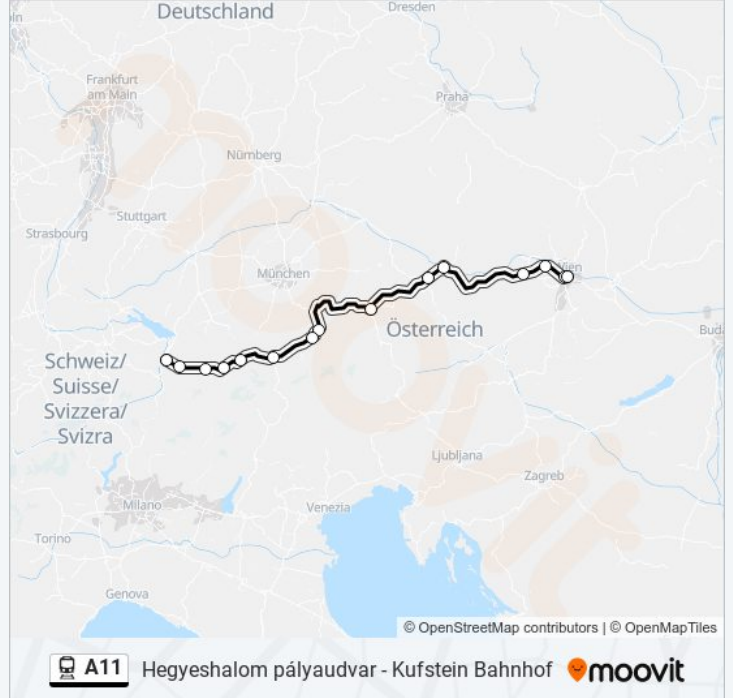 Deutschland
Dresden
Frankfurt
am Main
Praha
Nürnberg
Stuttgart
Strasbourg
München
Wien
Österreich
Schweiz/
Suisse/
Svizzera/
Svizra
Ljubljana
Zagreb
Milano
Venezia
Torino
Genova
© OpenStreetMap contributors | © OpenMapTiles
A11 Hegyeshalom pályaudvar - Kufstein Bahnhof moovit
moovit